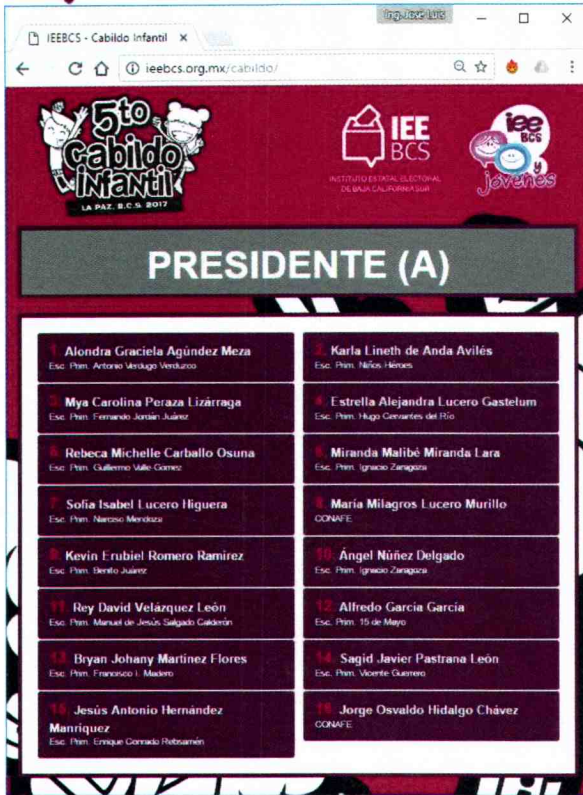 Ing. José Luis
IEEBCS - Cabildo Infantil
ieebcs.org.mx/cabildo/
5to
Cabildo
infantil
LA PAZ, B.C.S. 2017
IEE
BCS
INSTITUTO ESTATAL ELECTORAL
DE BAJA CALIFORNIA SUR
iee
BCS
y
jóvenes
PRESIDENTE (A)
1. Alondra Graciela Agúndez Meza
Esc. Prim. Antonio Verdugo Verduzco
2. Karla Lineth de Anda Avilés
Esc. Prim. Niños Héroes
3. Mya Carolina Peraza Lizárraga
Esc. Prim. Fernando Jordán Juárez
4. Estrella Alejandra Lucero Gastelum
Esc. Prim. Hugo Cervantes del Río
5. Rebeca Michelle Carballo Osuna
Esc. Prim. Guillermo Valle Gomez
6. Miranda Malibé Miranda Lara
Esc. Prim. Ignacio Zaragoza
7. Sofía Isabel Lucero Higuera
Esc. Prim. Narciso Mendoza
8. María Milagros Lucero Murillo
CONAFE
9. Kevin Erubiel Romero Ramírez
Esc. Prim. Benito Juárez
10. Ángel Núñez Delgado
Esc. Prim. Ignacio Zaragoza
11. Rey David Velázquez León
Esc. Prim. Manuel de Jesús Salgado Calderón
12. Alfredo García García
Esc. Prim. 15 de Mayo
13. Bryan Johany Martínez Flores
Esc. Prim. Francisco I. Madero
14. Sagid Javier Pastrana León
Esc. Prim. Vicente Guerrero
15. Jesús Antonio Hernández
Manriquez
Esc. Prim. Enrique Conrado Rebsamén
16. Jorge Osvaldo Hidalgo Chávez
CONAFE